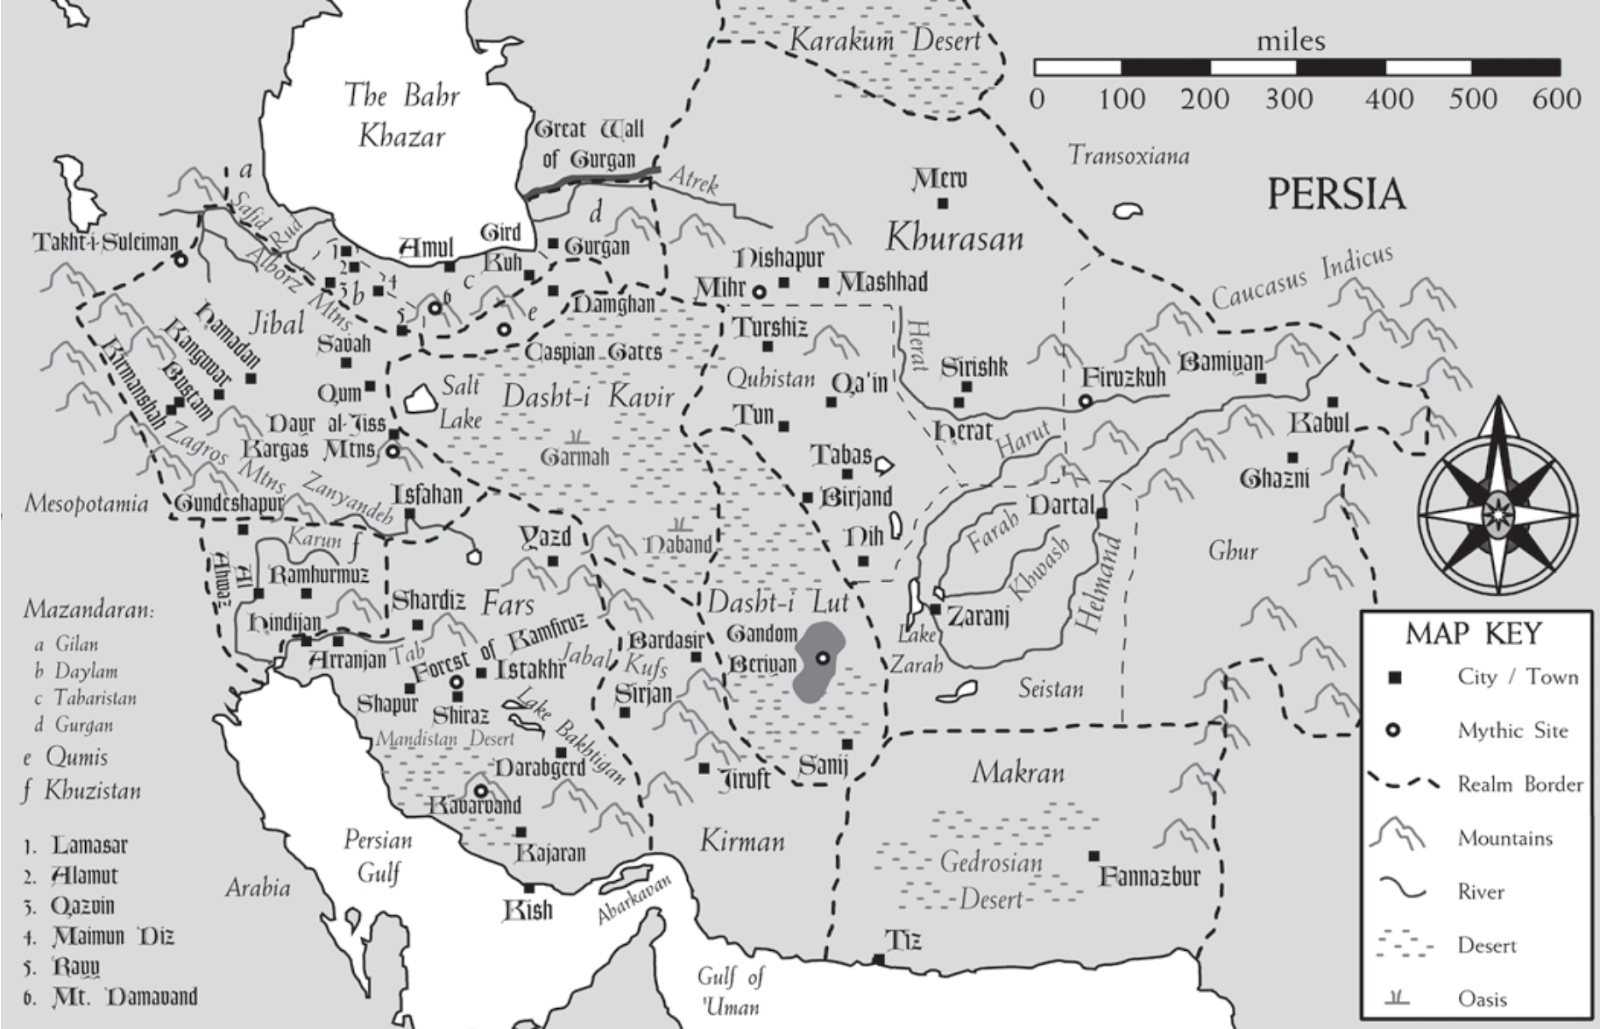 Karakum Desert
miles
0 100 200 300 400 500 600
The Bahr
Khazar
Great Wall
of Gurgan
Atrek
Transoxiana
PERSIA
Merv
Khurasan
a
Safid Rud
Takht-i-Suleiman
Alborz Mtns
Amul
Gird
Kuh
d
Gurgan
1
2
3
4
b
c
5
6
e
Damghan
Nishapur
Mihr
Mashhad
Caucasus Indicus
Jibal
Hamadan
Kanguvar
Bustam
Kirmanshah
Savah
Qum
Caspian Gates
Turshiz
Herat
Salt
Lake
Dasht-i Kavir
Quhistan
Qa'in
Sirishk
Firuzkuh
Bamiyan
Tun
Herat
Harut
Kabul
Dayr al-Jiss
Kargas Mtns
Zagros Mtns
Garmah
Tabas
Birjand
Ghazni
Mesopotamia
Gundeshapur
Zanyandeh
Isfahan
Dartal
Farah
Khwash
Helmand
Ghur
Karun
f
Yazd
Naband
Nih
Al
Ahwaz
Ramhurmuz
Shardiz
Fars
Dasht-i Lut
Zaranj
Hindijan
Arranjan
Tab
Forest of Kamfiruz
Istakhr
Jabal Kufs
Bardasir
Gandom
Beriyan
Lake
Zarah
Seistan
Shapur
Shiraz
Lake Bakhtigan
Sirjan
Mandistan Desert
Darabgerd
Jiruft
Sanij
Makran
Kavarvand
Kajaran
Kirman
Gedrosian
Desert
Fannazbur
Persian
Gulf
Arabia
Kish
Abarkavan
Tiz
Gulf of
'Uman
Mazandaran:
a Gilan
b Daylam
c Tabaristan
d Gurgan
e Qumis
f Khuzistan
1. Lamasar
2. Alamut
3. Qazvin
4. Maimun Diz
5. Rayy
6. Mt. Damavand
MAP KEY
City / Town
Mythic Site
Realm Border
Mountains
River
Desert
Oasis